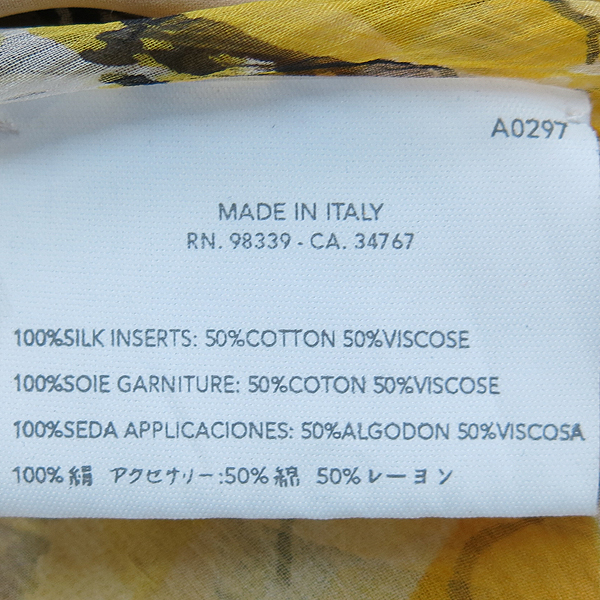 A0297
MADE IN ITALY
RN. 98339 - CA. 34767
100%SILK INSERTS: 50%COTTON 50%VISCOSE
100%SOIE GARNITURE: 50%COTON 50%VISCOSE
100%SEDA APPLICACIONES: 50%ALGODON 50%VISCOSA
100%絹 アクセサリー:50%綿 50%レーヨン